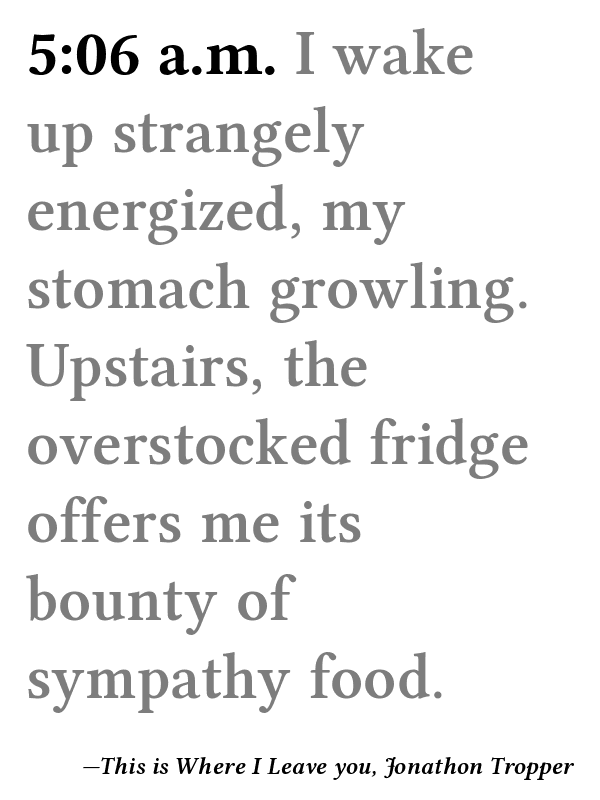 5:06 a.m. I wake
up strangely
energized, my
stomach growling.
Upstairs, the
overstocked fridge
offers me its
bounty of
sympathy food.
—This is Where I Leave you, Jonathon Tropper